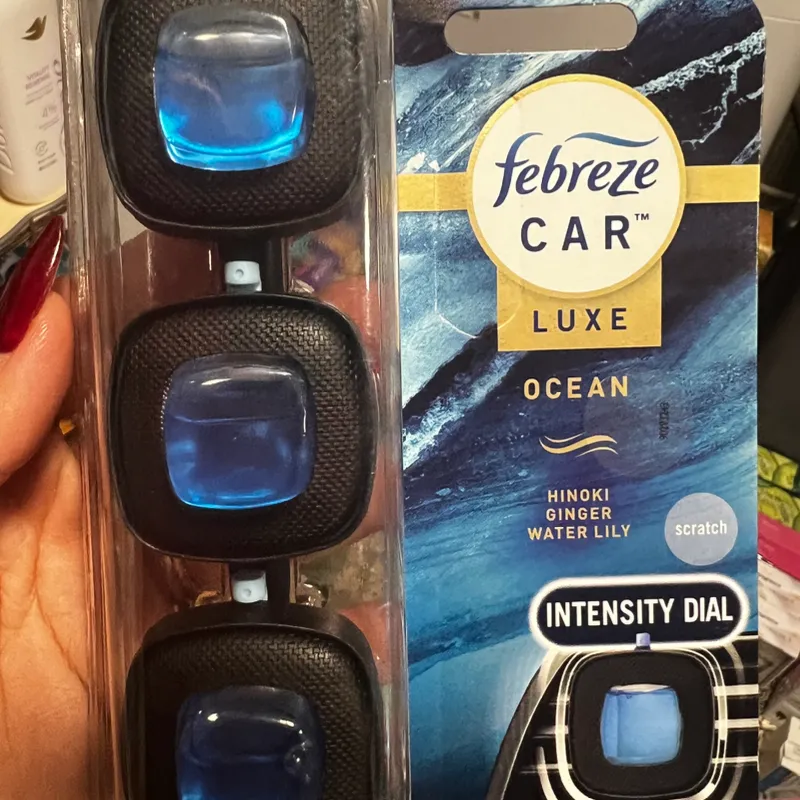 febreze
CAR™
LUXE
OCEAN
HINOKI
GINGER
WATER LILY
scratch
INTENSITY DIAL